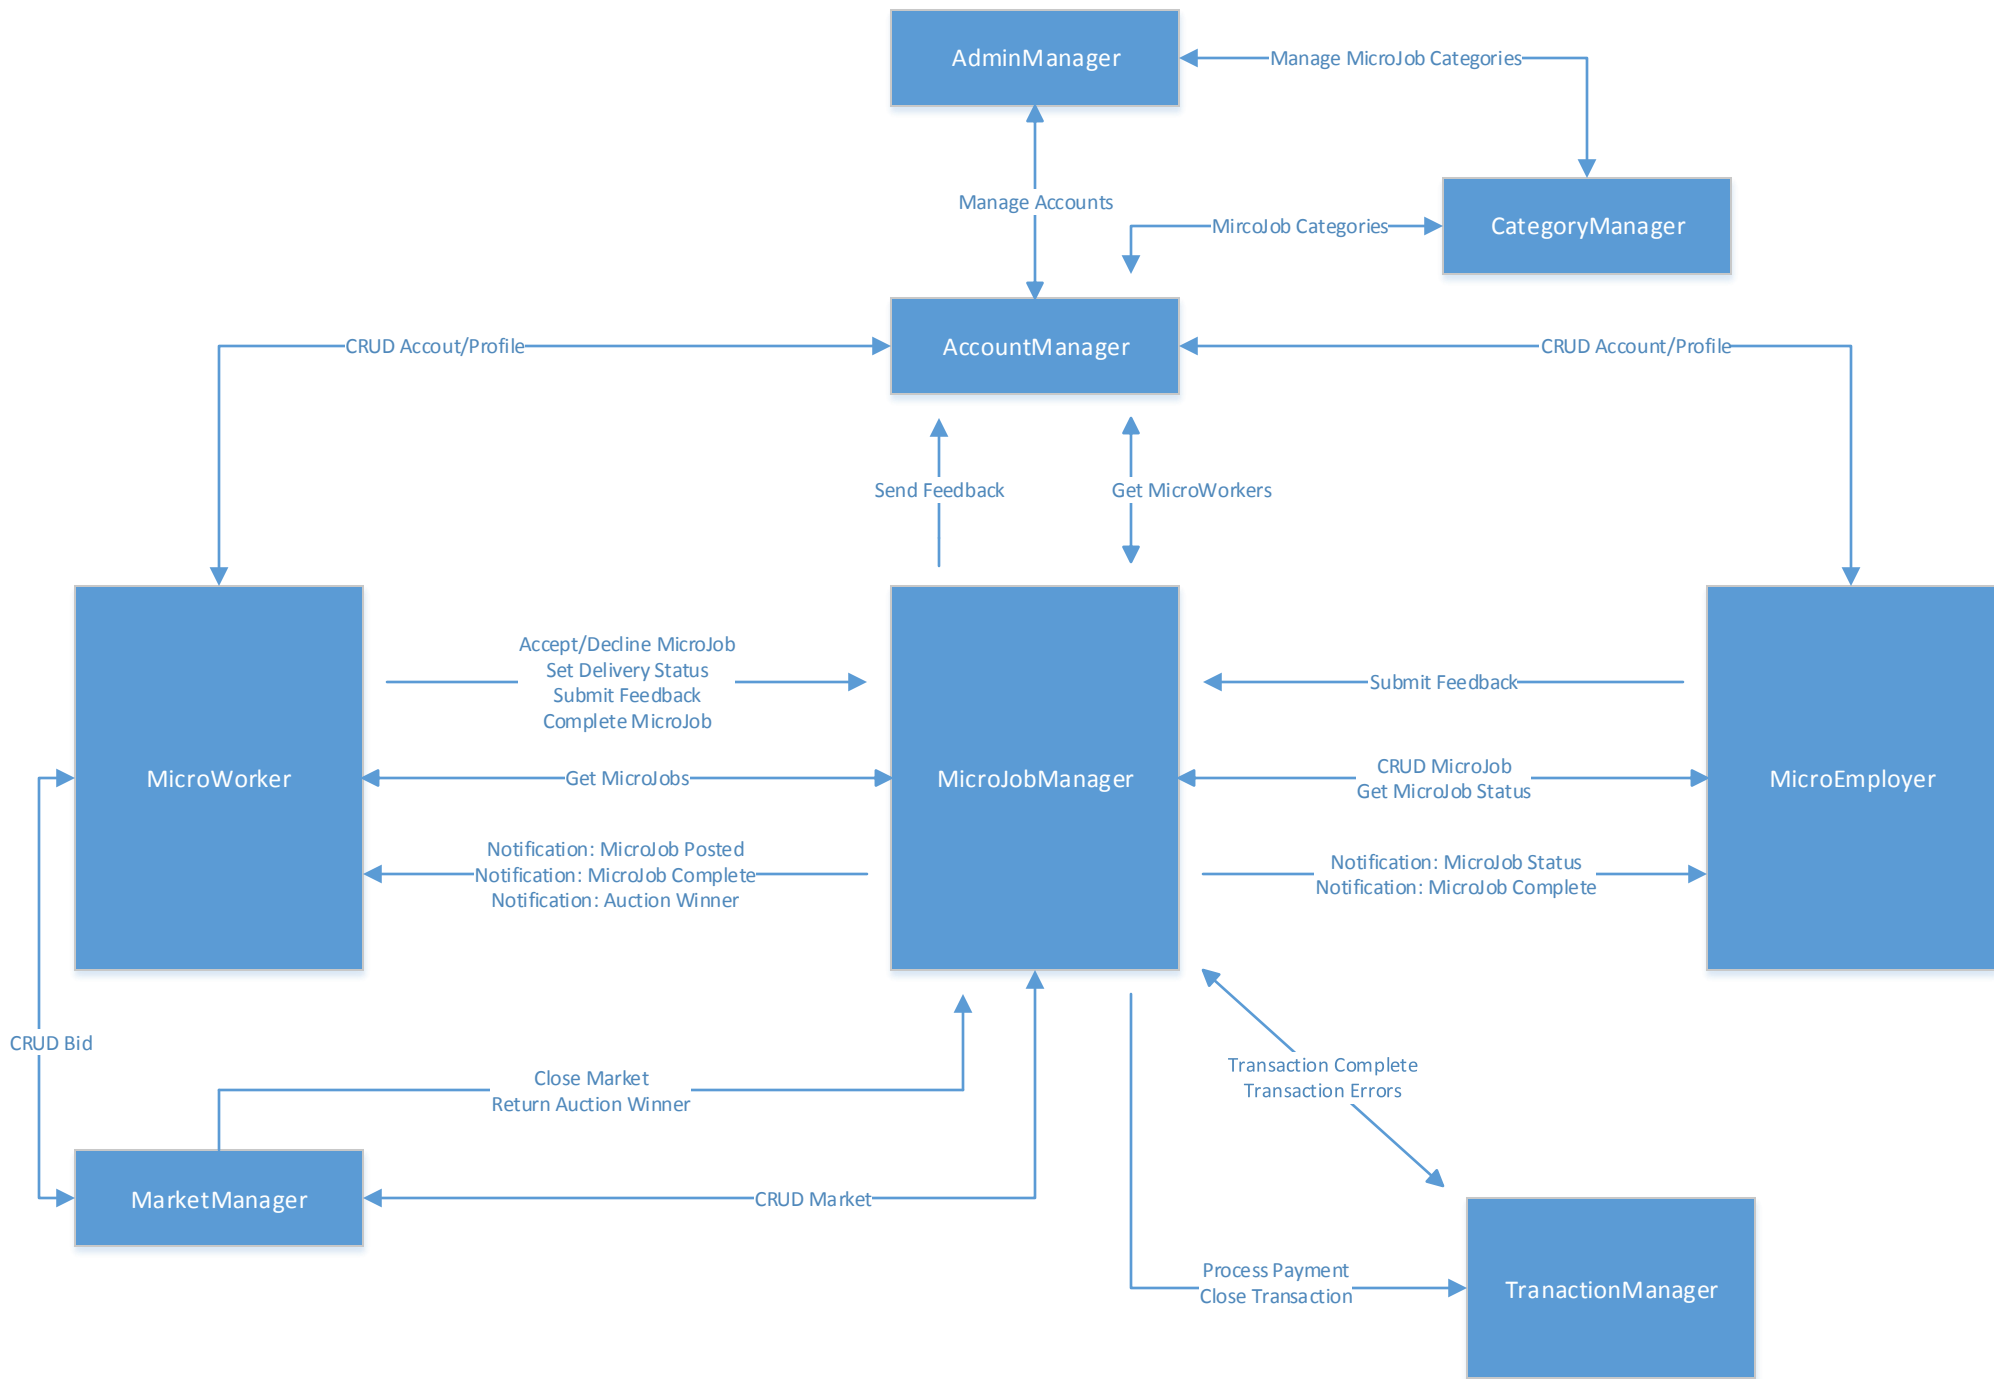 AdminManager
Manage MicroJob Categories
Manage Accounts
MircoJob Categories
CategoryManager
CRUD Accout/Profile
AccountManager
CRUD Account/Profile
Send Feedback
Get MicroWorkers
Accept/Decline MicroJob
Set Delivery Status
Submit Feedback
Complete MicroJob
Submit Feedback
MicroWorker
Get MicroJobs
MicroJobManager
CRUD MicroJob
Get MicroJob Status
MicroEmployer
Notification: MicroJob Posted
Notification: MicroJob Complete
Notification: Auction Winner
Notification: MicroJob Status
Notification: MicroJob Complete
CRUD Bid
Close Market
Return Auction Winner
Transaction Complete
Transaction Errors
MarketManager
CRUD Market
Process Payment
Close Transaction
TranactionManager